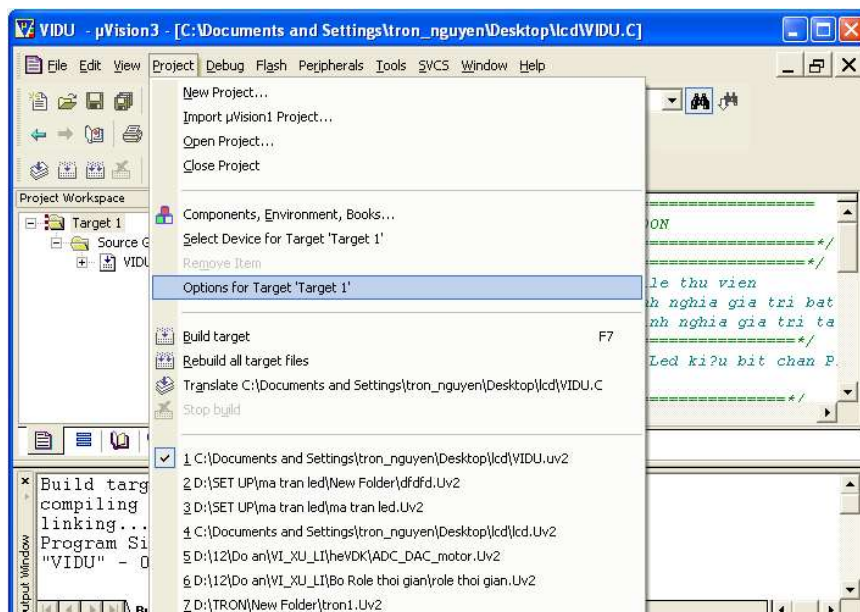 VIDU - µVision3 - [C:\Documents and Settings\tron_nguyen\Desktop\lcd\VIDU.C]
File Edit View Project Debug Flash Peripherals Tools SVCS Window Help
New Project...
Import µVision1 Project...
Open Project...
Close Project
Components, Environment, Books...
Select Device for Target 'Target 1'
Remove Item
Options for Target 'Target 1'
Build target F7
Rebuild all target files
Translate C:\Documents and Settings\tron_nguyen\Desktop\lcd\VIDU.C
Stop build
1 C:\Documents and Settings\tron_nguyen\Desktop\lcd\VIDU.uv2
2 D:\SET UP\ma tran led\New Folder\dfdfd.Uv2
3 D:\SET UP\ma tran led\ma tran led.Uv2
4 C:\Documents and Settings\tron_nguyen\Desktop\lcd\lcd.Uv2
5 D:\12\Do an\VI_XU_LI\heVDK\ADC_DAC_motor.Uv2
6 D:\12\Do an\VI_XU_LI\Bo Role thoi gian\role thoi gian.Uv2
7 D:\TRON\New Folder\tron1.Uv2
Project Workspace
Target 1
Source G
VIDU
====================
ON
====================*/
====================*/
le thu vien
nh nghia gia tri bat
nh nghia gia tri ta
==================*/
Led ki?u bit chan P
=================*/
Build targ
compiling
linking...
Program Si
"VIDU" - 0
utput Window